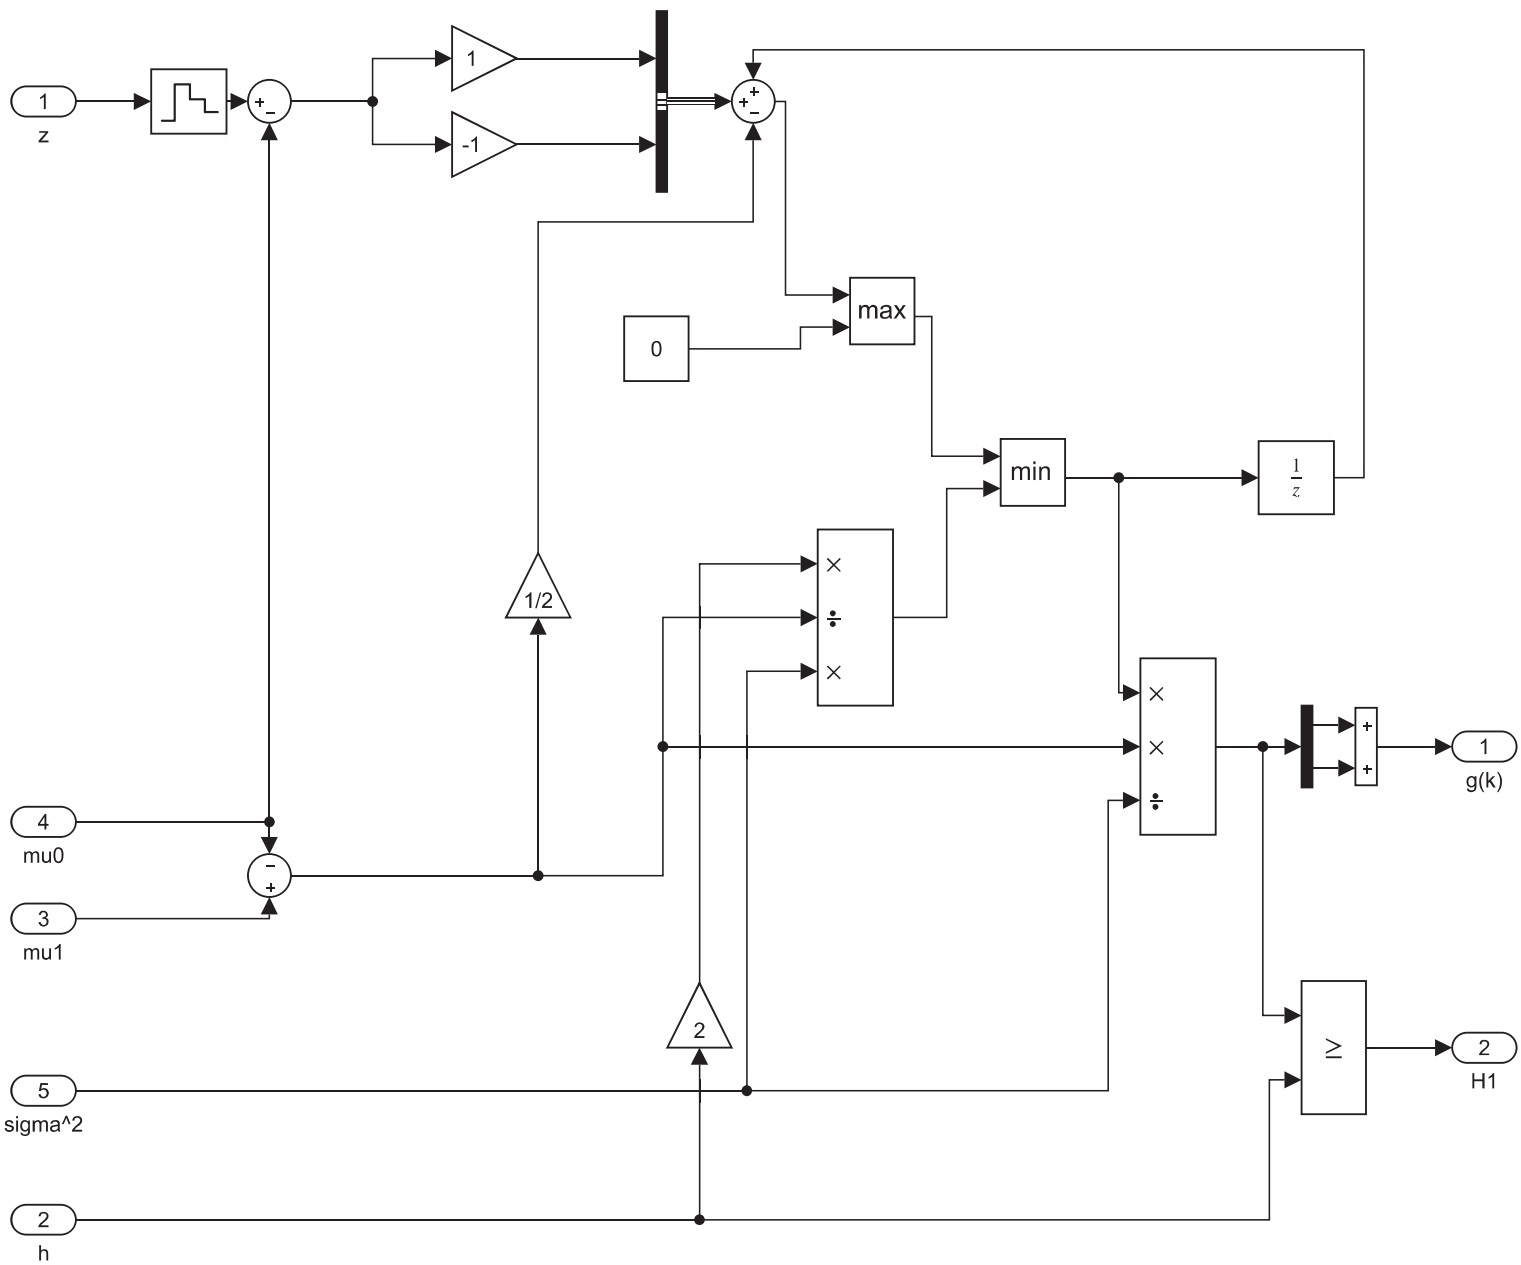 1
1
z
+
−
-1
+
+
−
max
0
min
1
z
×
1/2
÷
×
×
×
+
1
÷
+
g(k)
4
mu0
−
+
3
mu1
2
≥
2
H1
5
sigma^2
2
h